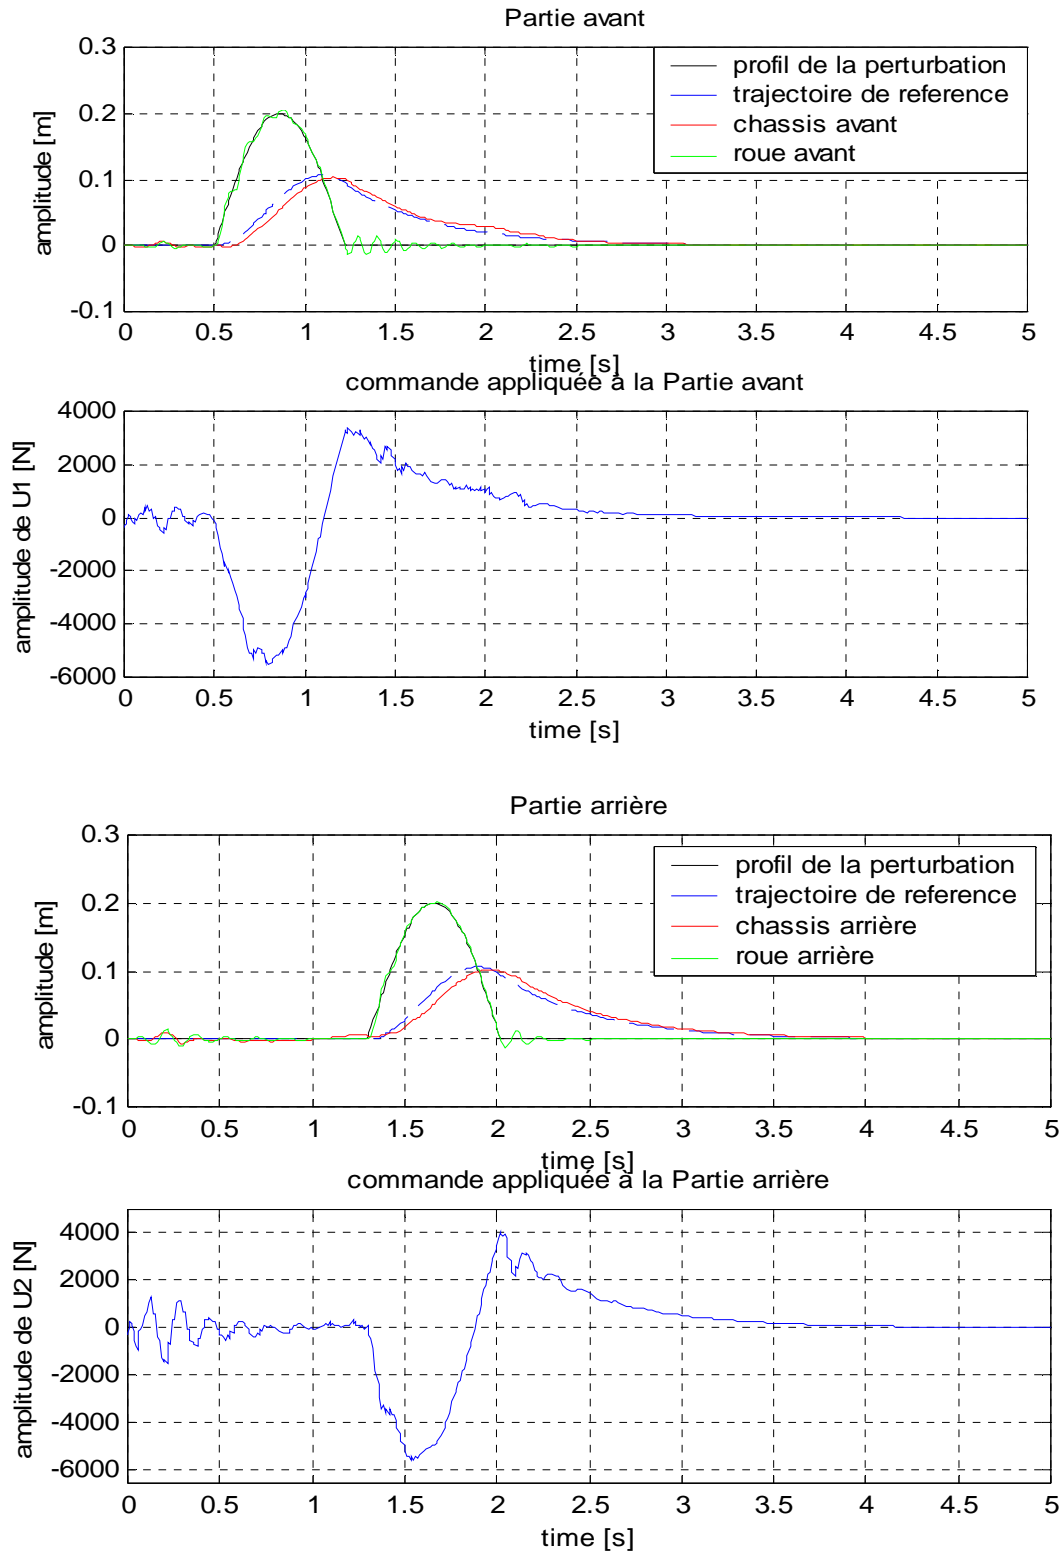 Partie avant
0.3
0.2
0.1
0
-0.1
amplitude [m]
profil de la perturbation
trajectoire de reference
chassis avant
roue avant
0 0.5 1 1.5 2 2.5 3 3.5 4 4.5 5
time [s]
commande appliquée à la Partie avant
4000
2000
0
-2000
-4000
-6000
amplitude de U1 [N]
0 0.5 1 1.5 2 2.5 3 3.5 4 4.5 5
time [s]
Partie arrière
0.3
0.2
0.1
0
-0.1
amplitude [m]
profil de la perturbation
trajectoire de reference
chassis arrière
roue arrière
0 0.5 1 1.5 2 2.5 3 3.5 4 4.5 5
time [s]
commande appliquée à la Partie arrière
4000
2000
0
-2000
-4000
-6000
amplitude de U2 [N]
0 0.5 1 1.5 2 2.5 3 3.5 4 4.5 5
time [s]